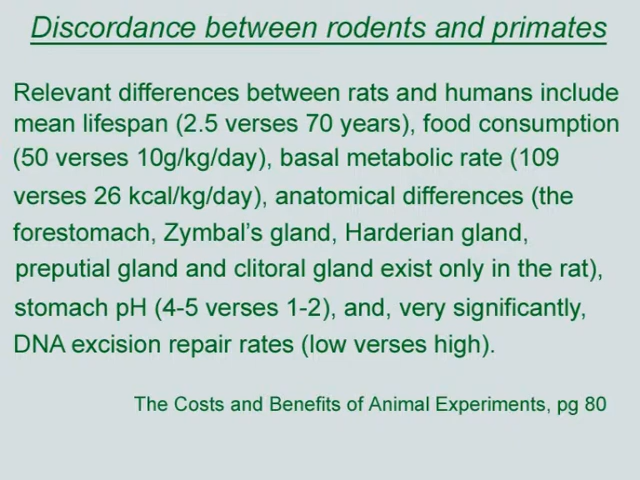 Discordance between rodents and primates
Relevant differences between rats and humans include
mean lifespan (2.5 verses 70 years), food consumption
(50 verses 10g/kg/day), basal metabolic rate (109
verses 26 kcal/kg/day), anatomical differences (the
forestomach, Zymbal's gland, Harderian gland,
preputial gland and clitoral gland exist only in the rat),
stomach pH (4-5 verses 1-2), and, very significantly,
DNA excision repair rates (low verses high).
The Costs and Benefits of Animal Experiments, pg 80